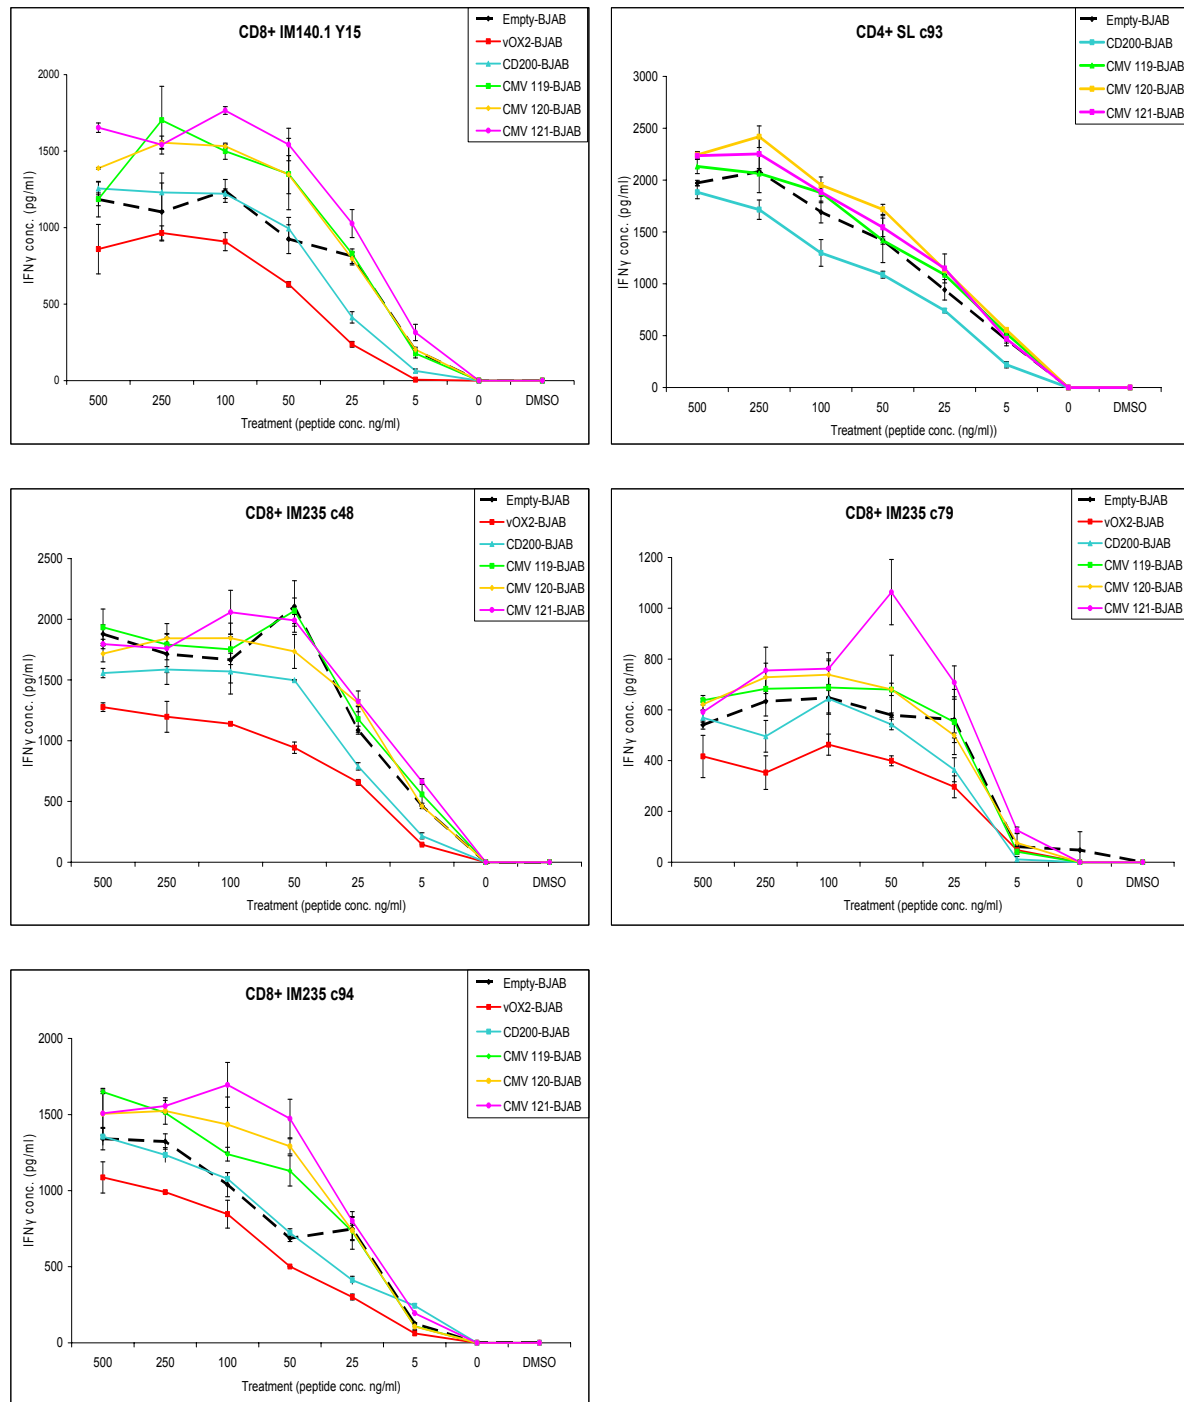 CD8+ IM140.1 Y15
Empty-BJAB
vOX2-BJAB
CD200-BJAB
CMV 119-BJAB
CMV 120-BJAB
CMV 121-BJAB
IFNγ conc. (pg/ml)
2000
1500
1000
500
0
500 250 100 50 25 5 0 DMSO
Treatment (peptide conc. ng/ml)
CD4+ SL c93
Empty-BJAB
CD200-BJAB
CMV 119-BJAB
CMV 120-BJAB
CMV 121-BJAB
IFNγ conc. (pg/ml)
3000
2500
2000
1500
1000
500
0
500 250 100 50 25 5 0 DMSO
Treatment (peptide conc. (ng/ml))
CD8+ IM235 c48
Empty-BJAB
vOX2-BJAB
CD200-BJAB
CMV 119-BJAB
CMV 120-BJAB
CMV 121-BJAB
IFNγ conc. (pg/ml)
2500
2000
1500
1000
500
0
500 250 100 50 25 5 0 DMSO
Treatment (peptide conc. ng/ml)
CD8+ IM235 c79
Empty-BJAB
vOX2-BJAB
CD200-BJAB
CMV 119-BJAB
CMV 120-BJAB
CMV 121-BJAB
IFNγ conc. (pg/ml)
1200
1000
800
600
400
200
0
500 250 100 50 25 5 0 DMSO
Treatment (peptide conc. ng/ml)
CD8+ IM235 c94
Empty-BJAB
vOX2-BJAB
CD200-BJAB
CMV 119-BJAB
CMV 120-BJAB
CMV 121-BJAB
IFNγ conc. (pg/ml)
2000
1500
1000
500
0
500 250 100 50 25 5 0 DMSO
Treatment (peptide conc. ng/ml)